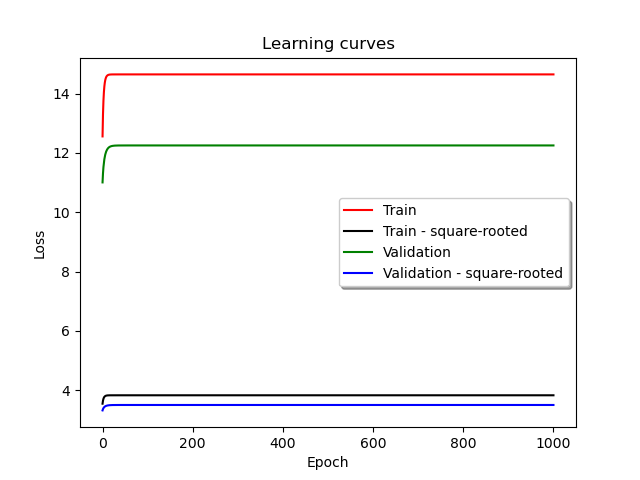 Learning curves
14
12
10
8
6
4
Loss
Train
Train - square-rooted
Validation
Validation - square-rooted
0 200 400 600 800 1000
Epoch